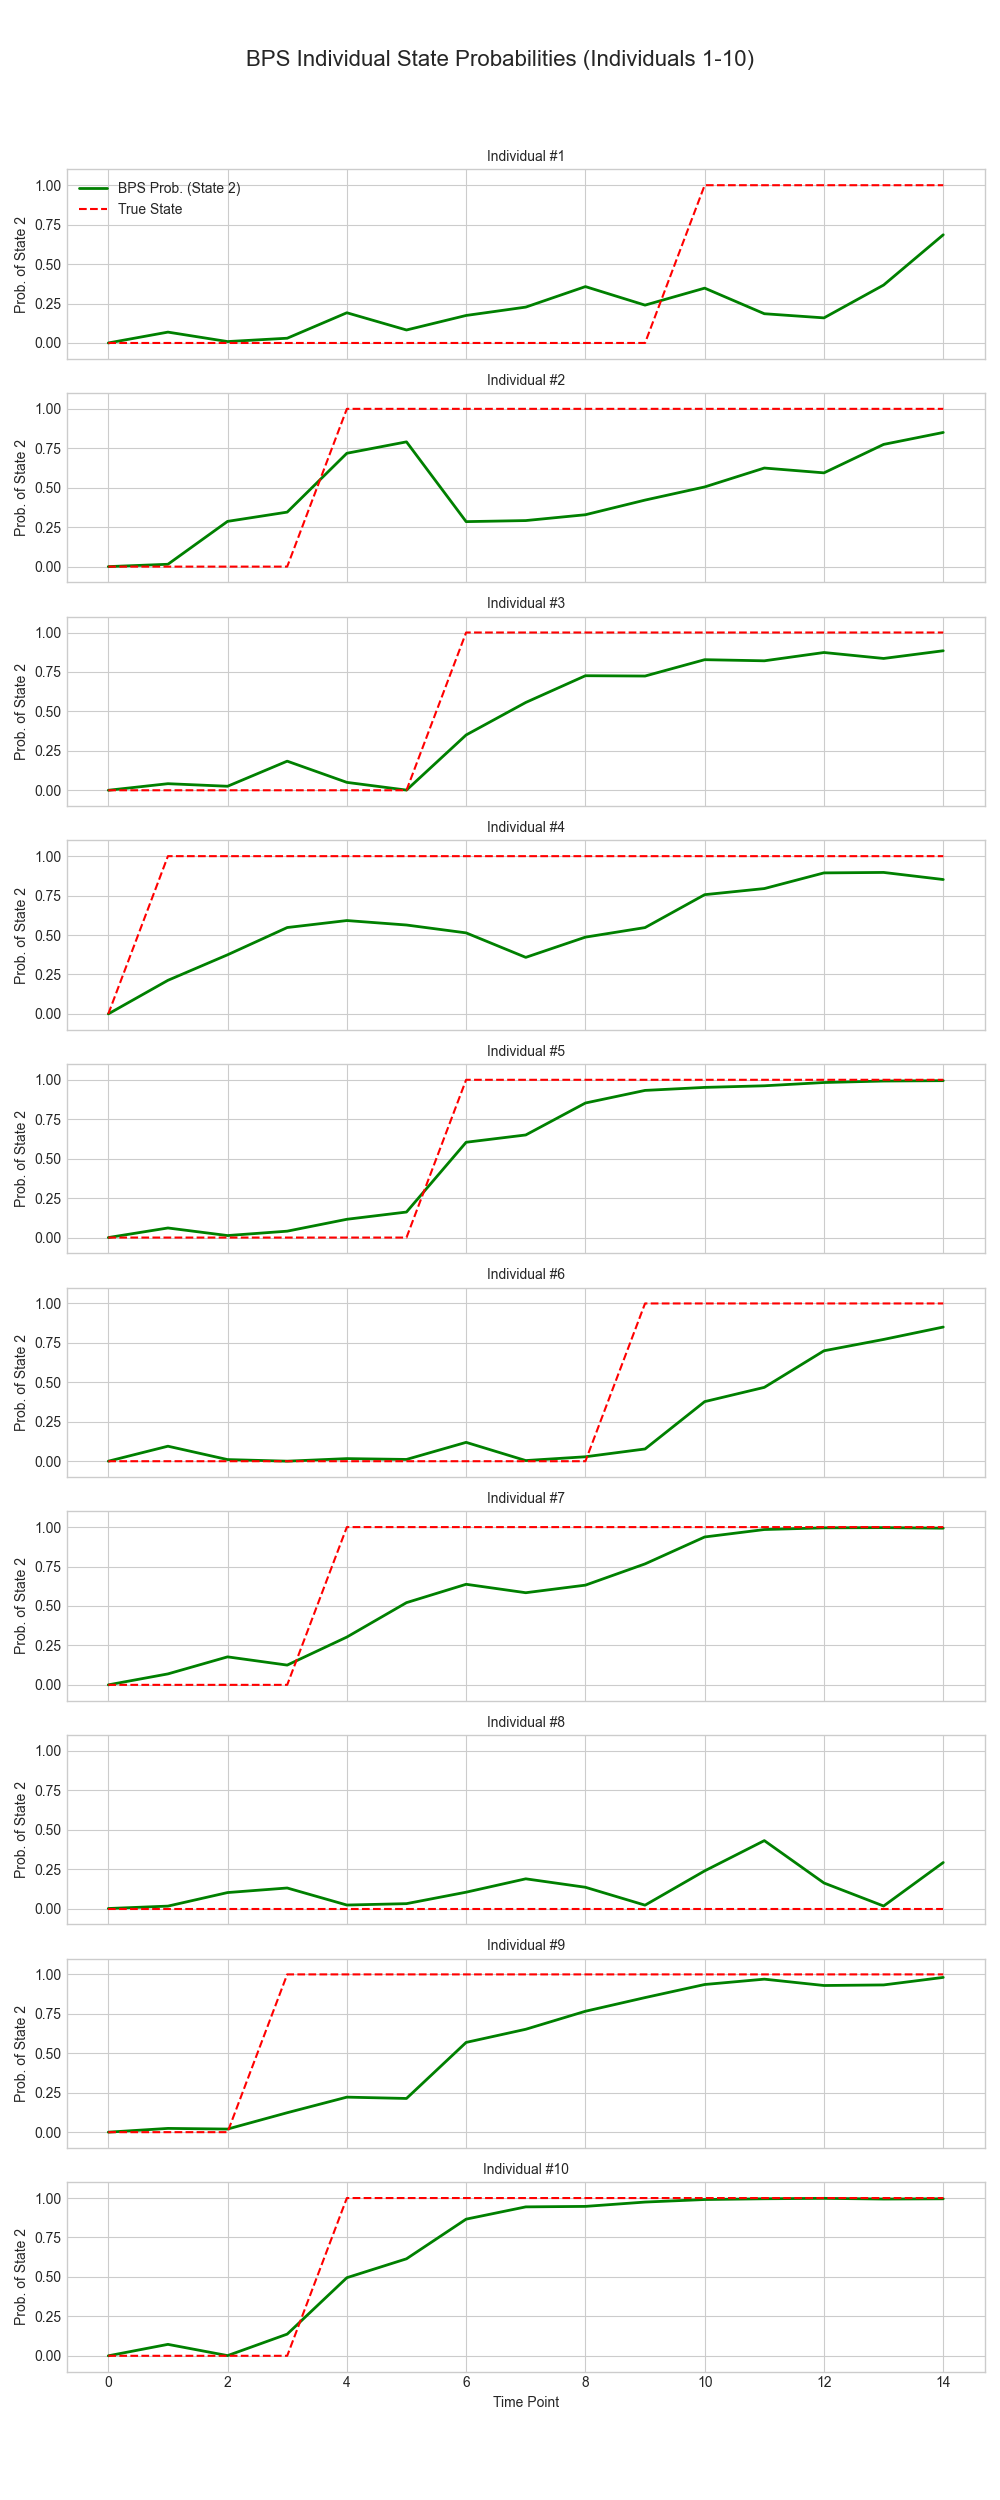 BPS Individual State Probabilities (Individuals 1-10)
Individual #1
BPS Prob. (State 2)
True State
1.00
0.75
0.50
0.25
0.00
Prob. of State 2
Individual #2
1.00
0.75
0.50
0.25
0.00
Prob. of State 2
Individual #3
1.00
0.75
0.50
0.25
0.00
Prob. of State 2
Individual #4
1.00
0.75
0.50
0.25
0.00
Prob. of State 2
Individual #5
1.00
0.75
0.50
0.25
0.00
Prob. of State 2
Individual #6
1.00
0.75
0.50
0.25
0.00
Prob. of State 2
Individual #7
1.00
0.75
0.50
0.25
0.00
Prob. of State 2
Individual #8
1.00
0.75
0.50
0.25
0.00
Prob. of State 2
Individual #9
1.00
0.75
0.50
0.25
0.00
Prob. of State 2
Individual #10
1.00
0.75
0.50
0.25
0.00
Prob. of State 2
0 2 4 6 8 10 12 14
Time Point